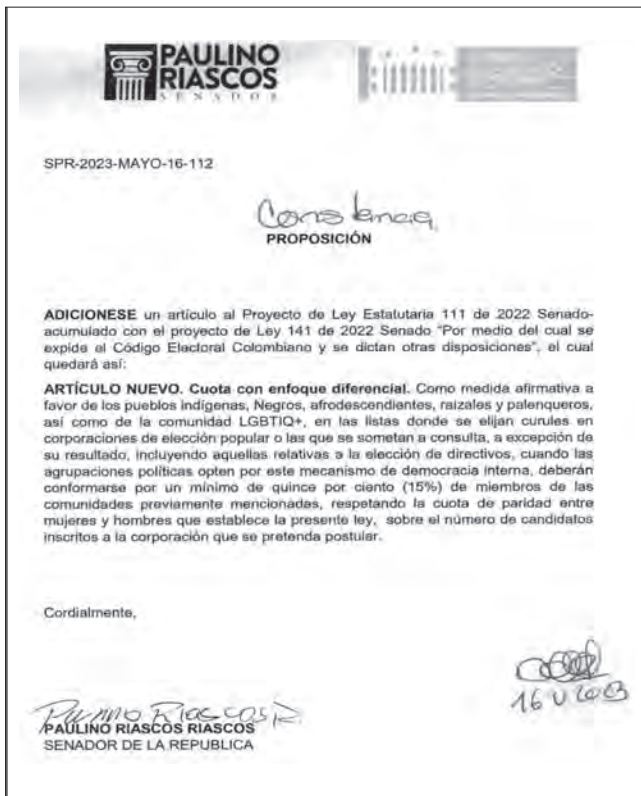 PAULINO
RIASCOS
SENADOR
SPR-2023-MAYO-16-112
Constancia
PROPOSICIÓN
ADICIONESE un artículo al Proyecto de Ley Estatutaria 111 de 2022 Senado-
acumulado con el proyecto de Ley 141 de 2022 Senado "Por medio del cual se
expide el Código Electoral Colombiano y se dictan otras disposiciones", el cual
quedará así:
ARTÍCULO NUEVO. Cuota con enfoque diferencial. Como medida afirmativa a
favor de los pueblos indígenas, Negros, afrodescendientes, raizales y palenqueros,
así como de la comunidad LGBTIQ+, en las listas donde se elijan curules en
corporaciones de elección popular o las que se sometan a consulta, a excepción de
su resultado, incluyendo aquellas relativas a la elección de directivos, cuando las
agrupaciones políticas opten por este mecanismo de democracia interna, deberán
conformarse por un mínimo de quince por ciento (15%) de miembros de las
comunidades previamente mencionadas, respetando la cuota de paridad entre
mujeres y hombres que establece la presente ley, sobre el número de candidatos
inscritos a la corporación que se pretenda postular.
Cordialmente,
16 V 2023
Paulino Riascos R
PAULINO RIASCOS RIASCOS
SENADOR DE LA REPUBLICA